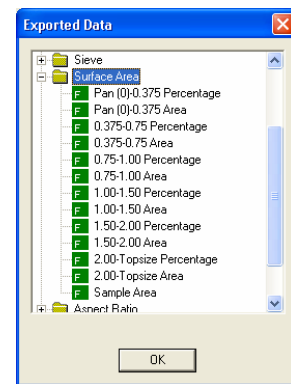 Exported Data
Sieve
Surface Area
F Pan (0)-0.375 Percentage
F Pan (0)-0.375 Area
F 0.375-0.75 Percentage
F 0.375-0.75 Area
F 0.75-1.00 Percentage
F 0.75-1.00 Area
F 1.00-1.50 Percentage
F 1.00-1.50 Area
F 1.50-2.00 Percentage
F 1.50-2.00 Area
F 2.00-Topsize Percentage
F 2.00-Topsize Area
F Sample Area
Aspect Ratio
OK